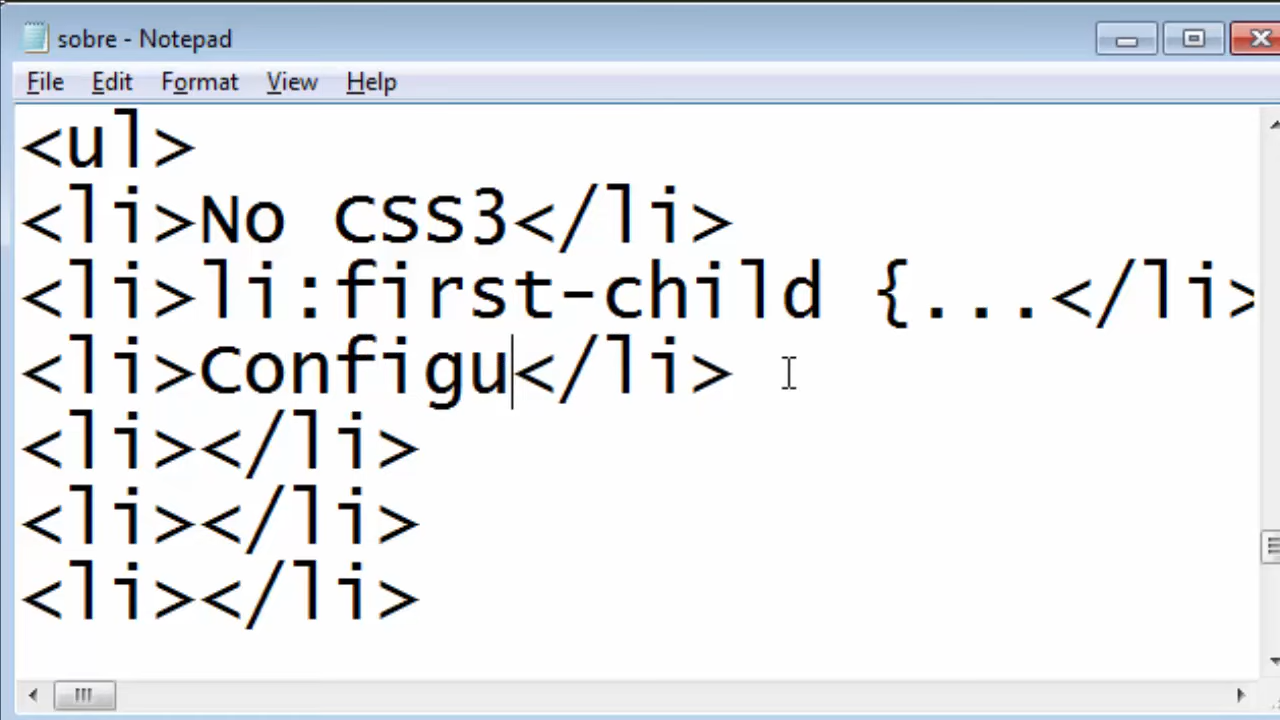 sobre - Notepad
File Edit Format View Help
<ul>
<li>No CSS3</li>
<li>li:first-child {...</li>
<li>Configu</li>
<li></li>
<li></li>
<li></li>